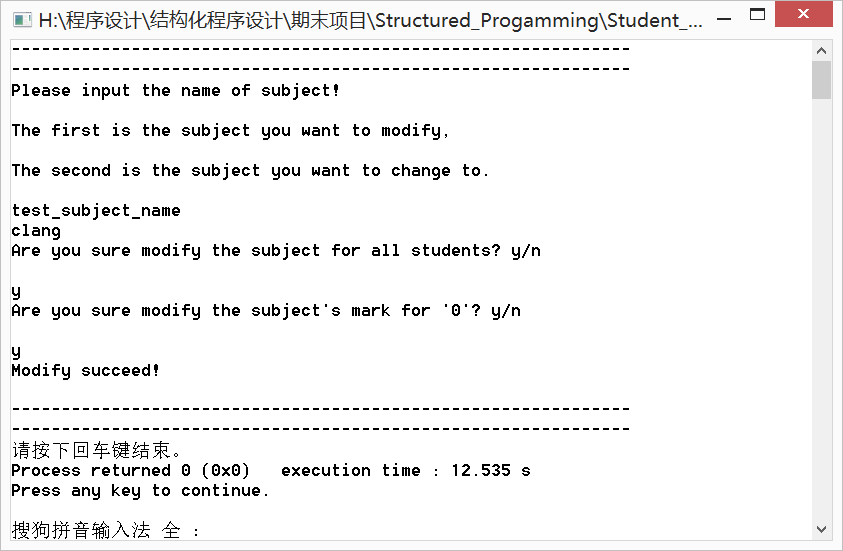 H:\程序设计\结构化程序设计\期末项目\Structured_Progamming\Student_...
--------------------------------------------------------------
--------------------------------------------------------------
Please input the name of subject!
The first is the subject you want to modify,
The second is the subject you want to change to.
test_subject_name
clang
Are you sure modify the subject for all students? y/n
y
Are you sure modify the subject's mark for '0'? y/n
y
Modify succeed!
--------------------------------------------------------------
--------------------------------------------------------------
请按下回车键结束。
Process returned 0 (0x0)   execution time : 12.535 s
Press any key to continue.
搜狗拼音输入法 全 :